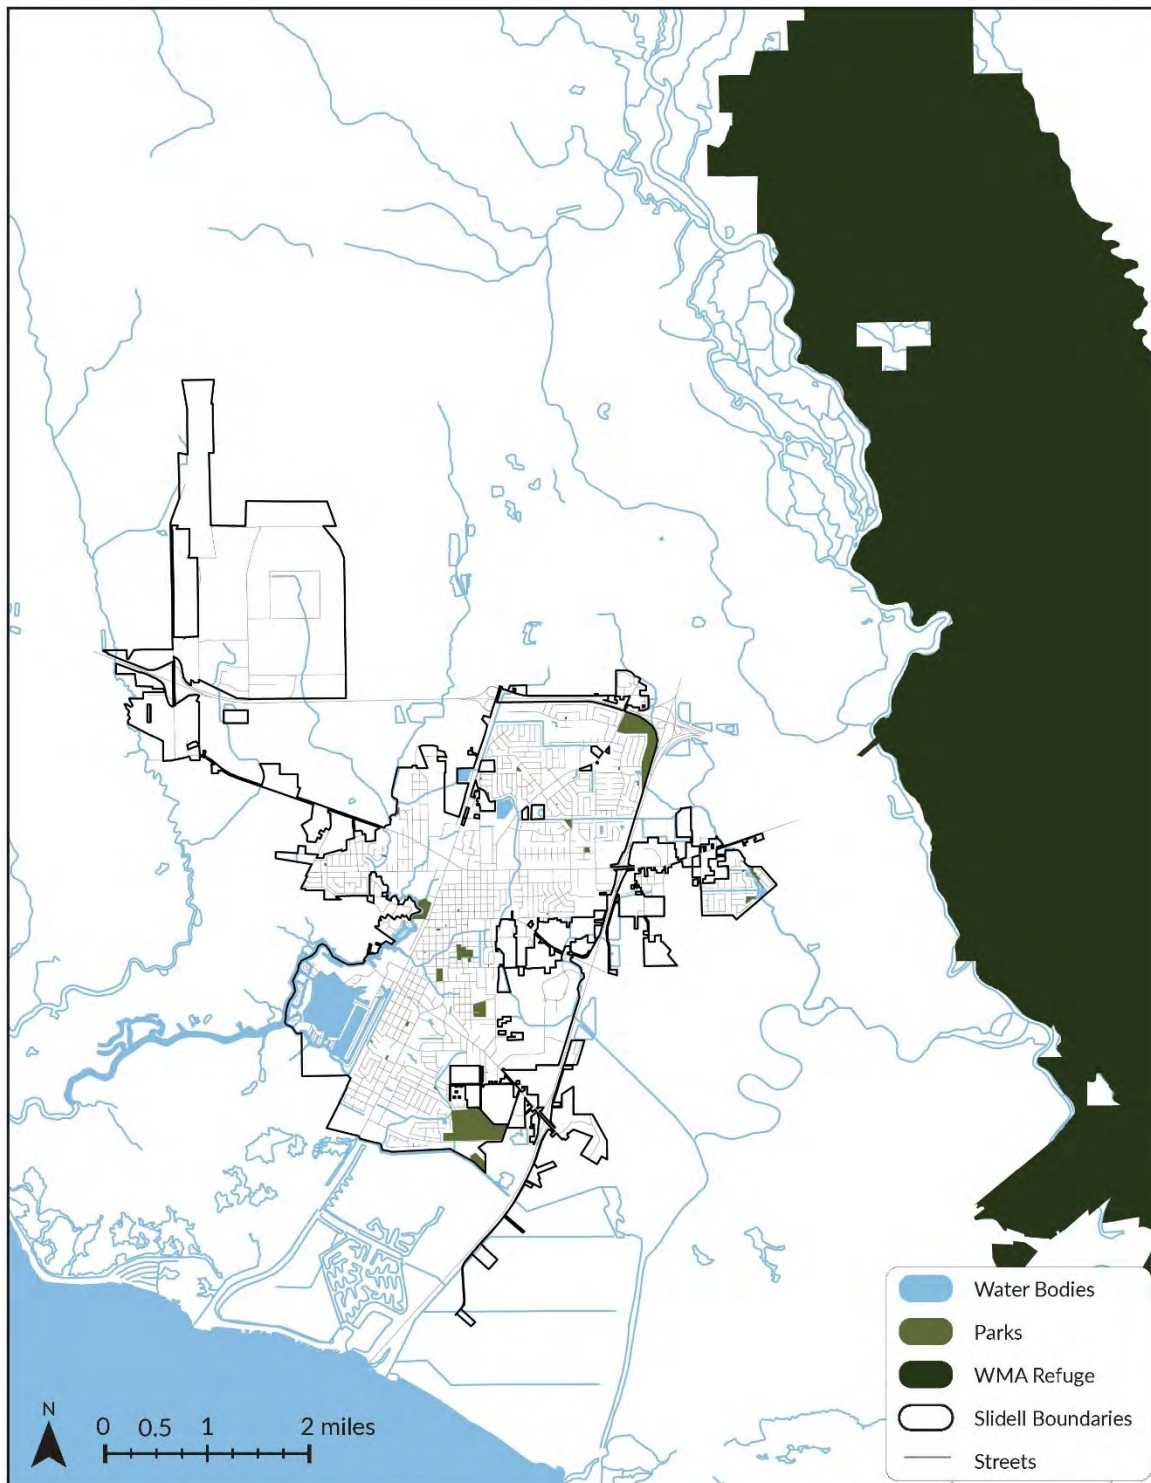 Water Bodies
Parks
WMA Refuge
Slidell Boundaries
Streets
N
0 0.5 1 2 miles